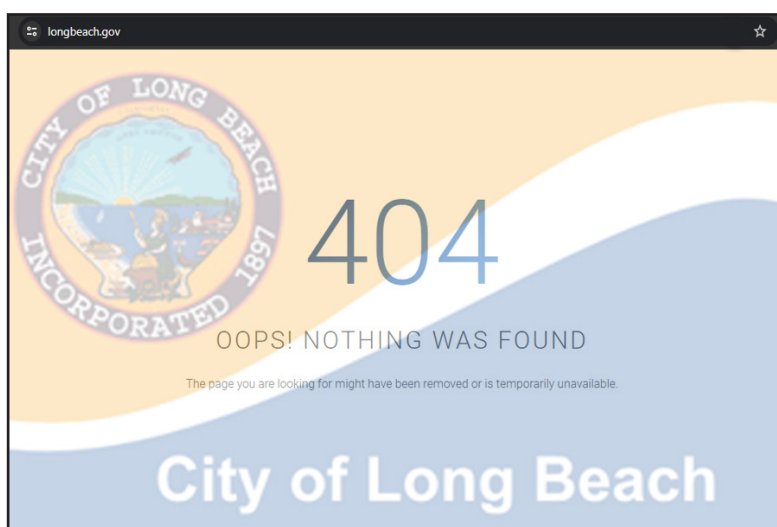 longbeach.gov
CITY OF LONG BEACH
INCORPORATED 1897
404
OOPS! NOTHING WAS FOUND
The page you are looking for might have been removed or is temporarily unavailable.
City of Long Beach